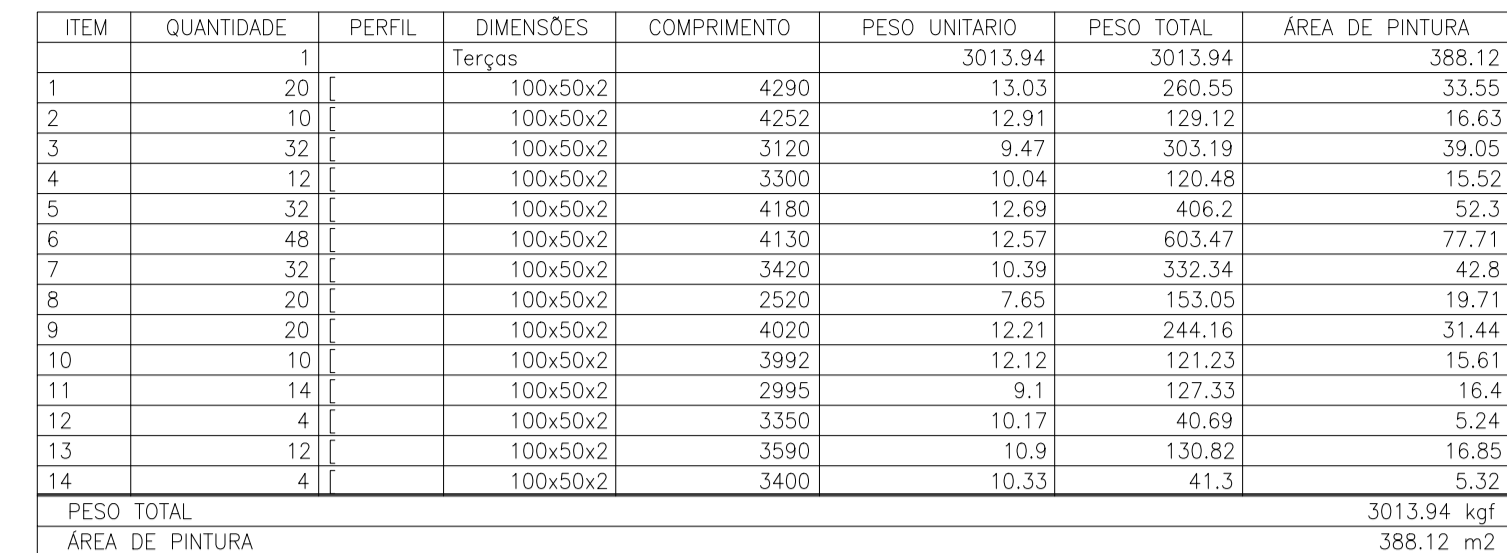 ITEM QUANTIDADE PERFIL DIMENSÕES COMPRIMENTO PESO UNITARIO PESO TOTAL ÁREA DE PINTURA
1 Terças 3013.94 3013.94 388.12
1 20 [ 100x50x2 4290 13.03 260.55 33.55
2 10 [ 100x50x2 4252 12.91 129.12 16.63
3 32 [ 100x50x2 3120 9.47 303.19 39.05
4 12 [ 100x50x2 3300 10.04 120.48 15.52
5 32 [ 100x50x2 4180 12.69 406.2 52.3
6 48 [ 100x50x2 4130 12.57 603.47 77.71
7 32 [ 100x50x2 3420 10.39 332.34 42.8
8 20 [ 100x50x2 2520 7.65 153.05 19.71
9 20 [ 100x50x2 4020 12.21 244.16 31.44
10 10 [ 100x50x2 3992 12.12 121.23 15.61
11 14 [ 100x50x2 2995 9.1 127.33 16.4
12 4 [ 100x50x2 3350 10.17 40.69 5.24
13 12 [ 100x50x2 3590 10.9 130.82 16.85
14 4 [ 100x50x2 3400 10.33 41.3 5.32
PESO TOTAL 3013.94 kgf
ÁREA DE PINTURA 388.12 m2